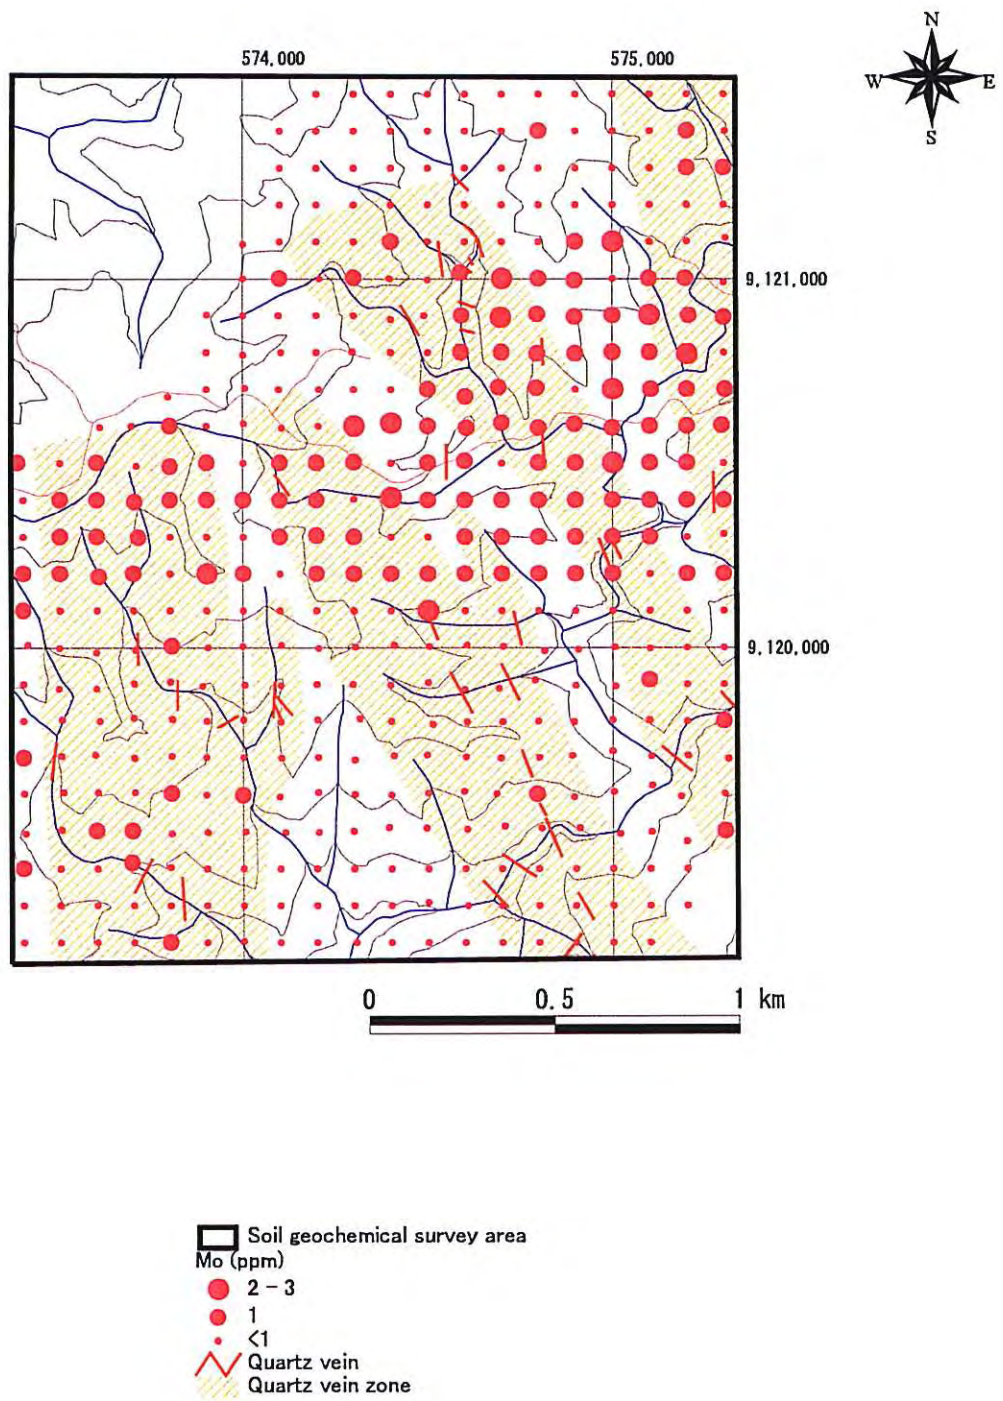 N
574,000 575,000
W E
S
9,121,000
9,120,000
0 0.5 1 km
Soil geochemical survey area
Mo (ppm)
2 - 3
1
<1
Quartz vein
Quartz vein zone